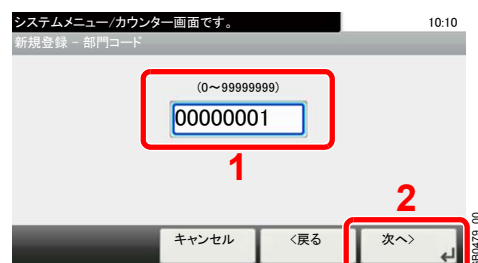 システムメニュー/カウンター画面です。 10:10
新規登録 - 部門コード
(0～99999999)
00000001
1
2
キャンセル <戻る 次へ>